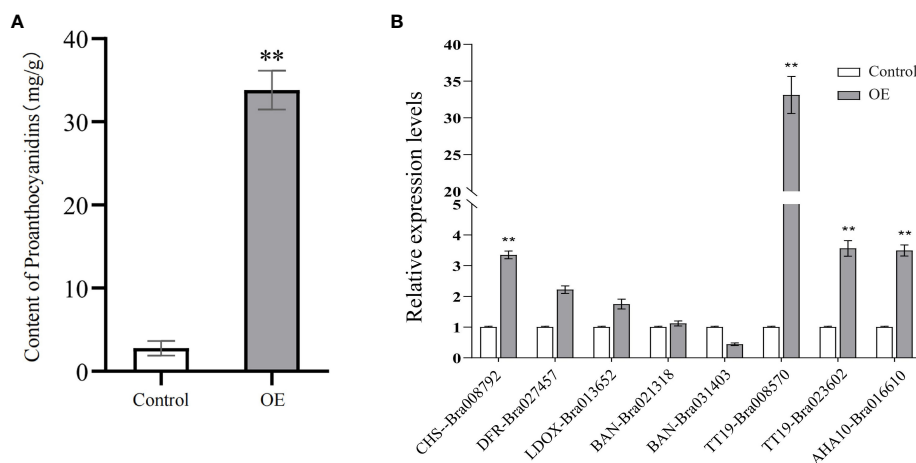 A
Content of Proanthocyanidins (mg/g)
40
30
20
10
0
**
Control
OE
B
Relative expression levels
40
35
30
25
20
5
4
3
2
1
0
**
**
**
**
Control
OE
CHS--Bra008792
DFR-Bra027457
LDOX-Bra013652
BAN-Bra021318
BAN-Bra031403
TT19-Bra008570
TT19-Bra023602
AHA10-Bra016610